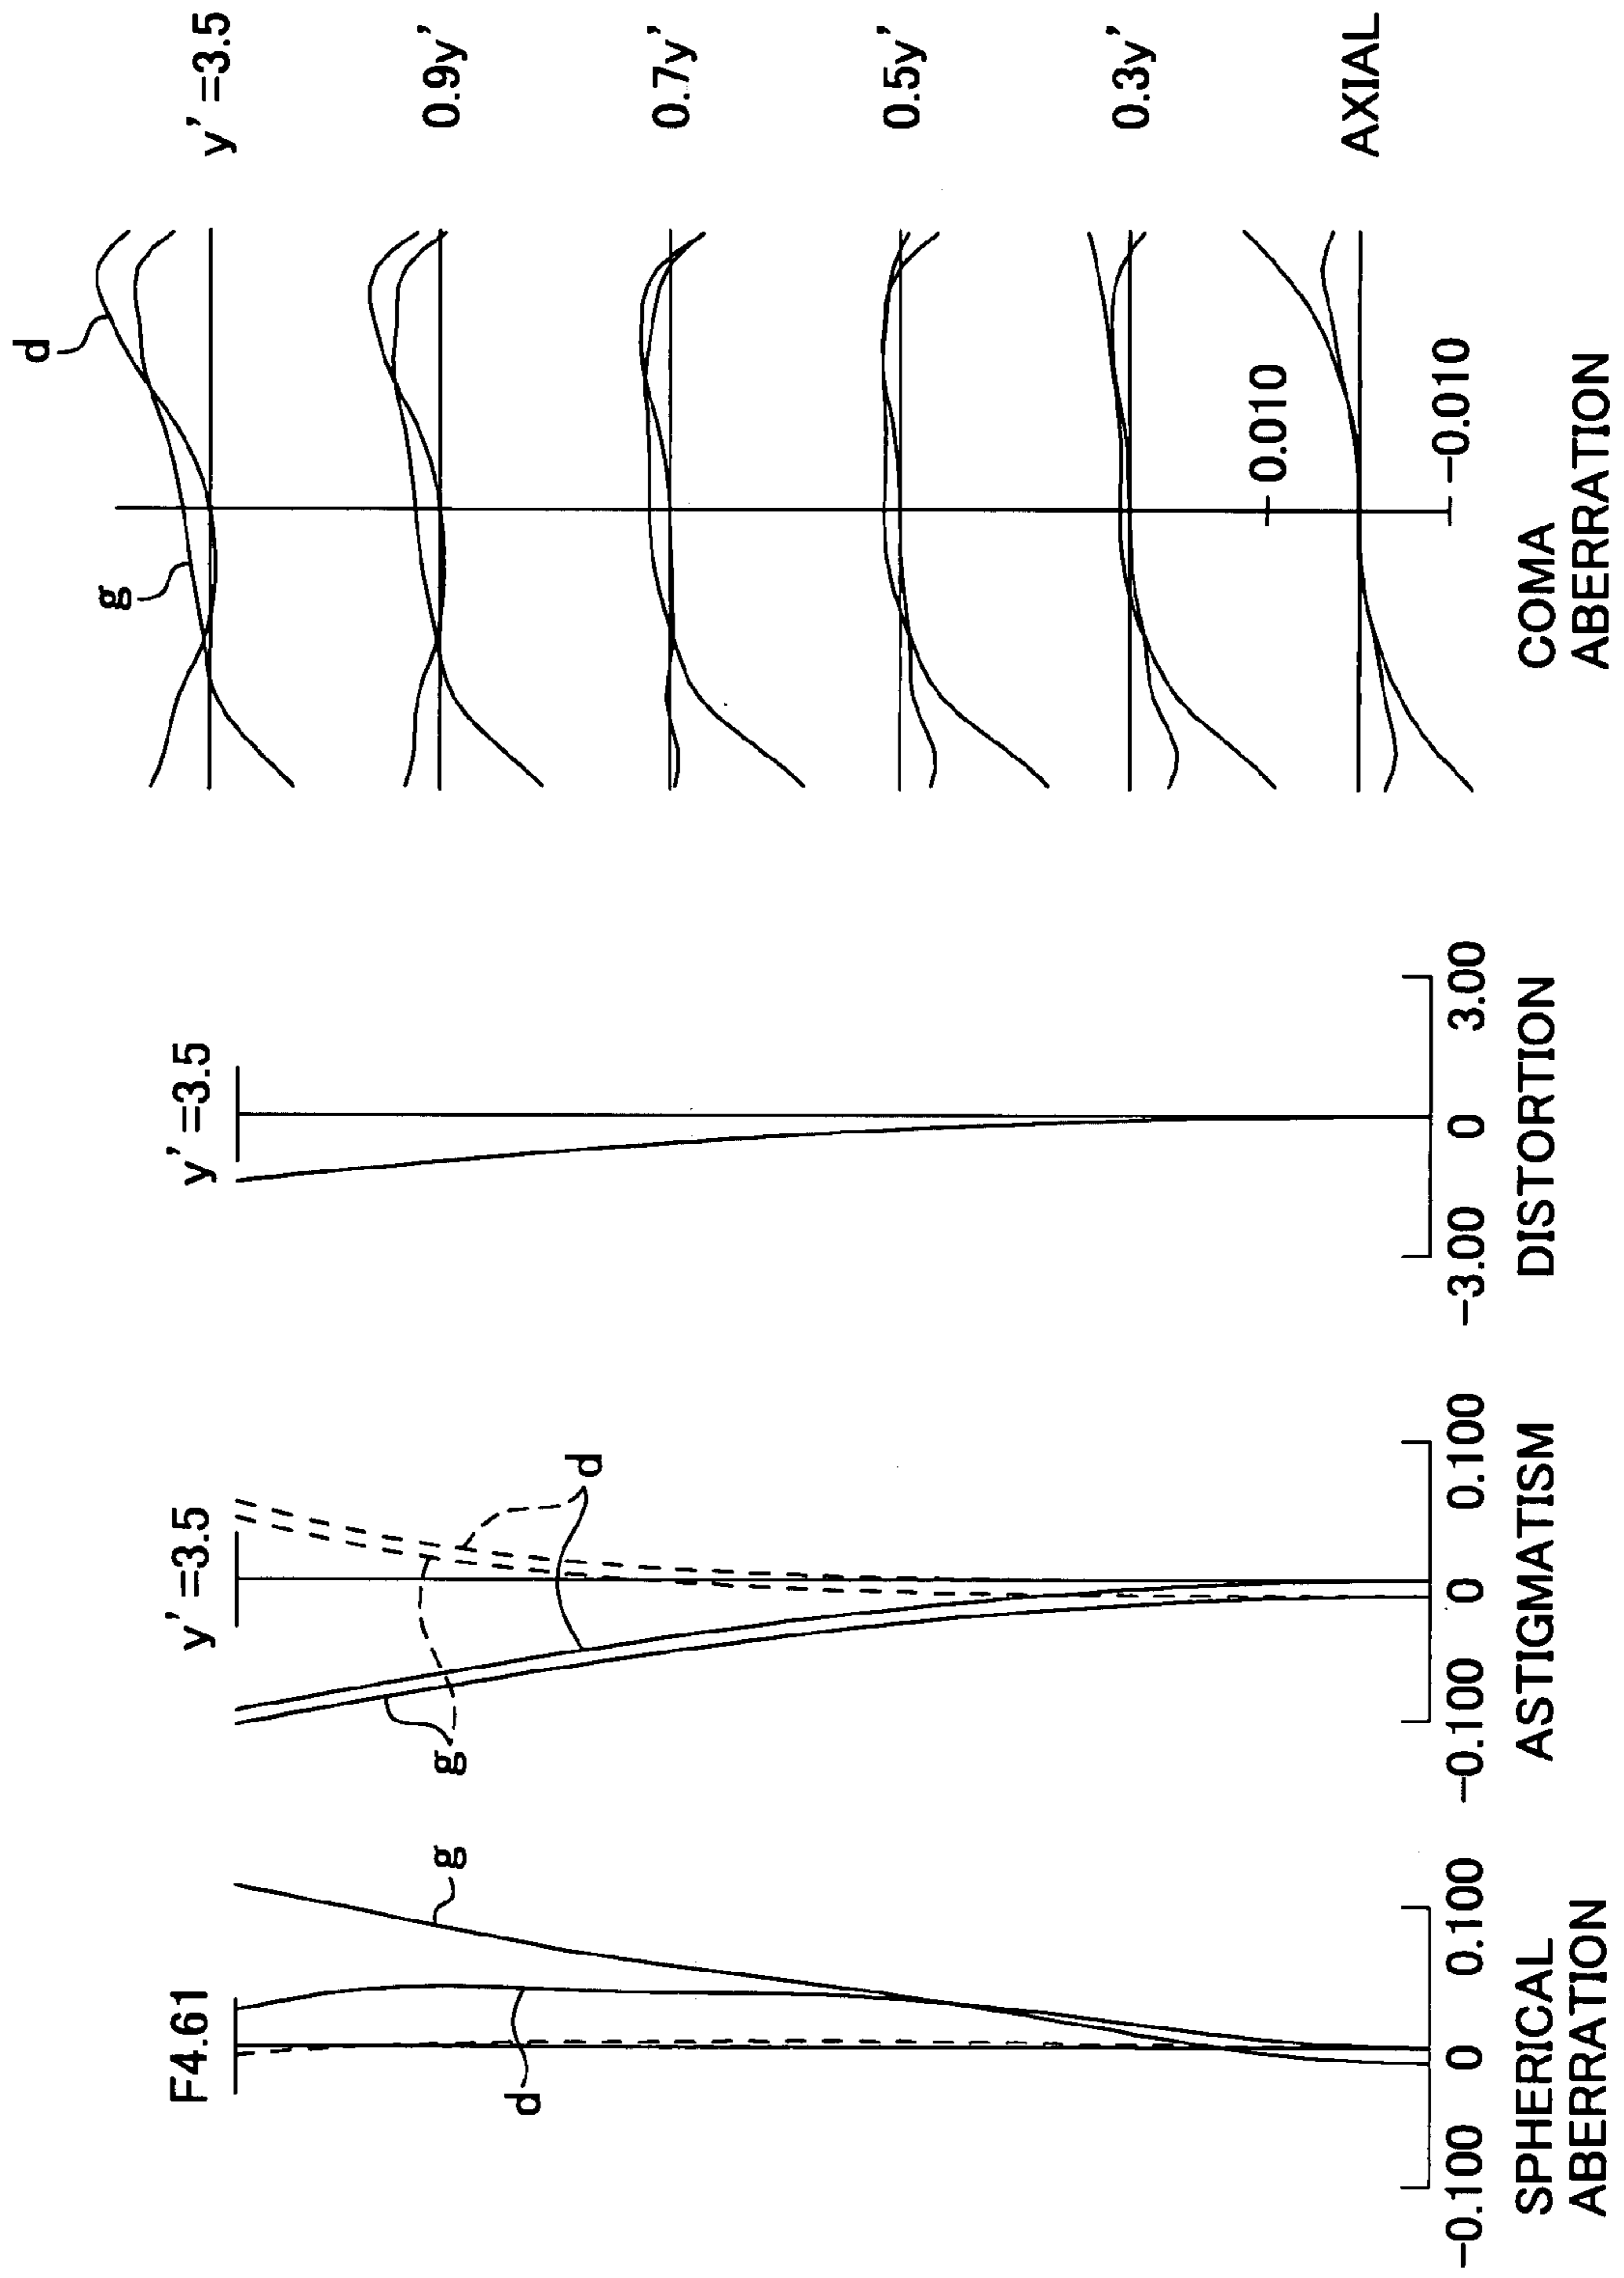 F4.61
g
d
-0.100
0
0.100
SPHERICAL
ABERRATION
y' =3.5
g
d
-0.100
0
0.100
ASTIGMATISM
y' =3.5
-3.00
0
3.00
DISTORTION
d
g
y' =3.5
0.9y'
0.7y'
0.5y'
0.3y'
0.010
AXIAL
-0.010
COMA
ABERRATION